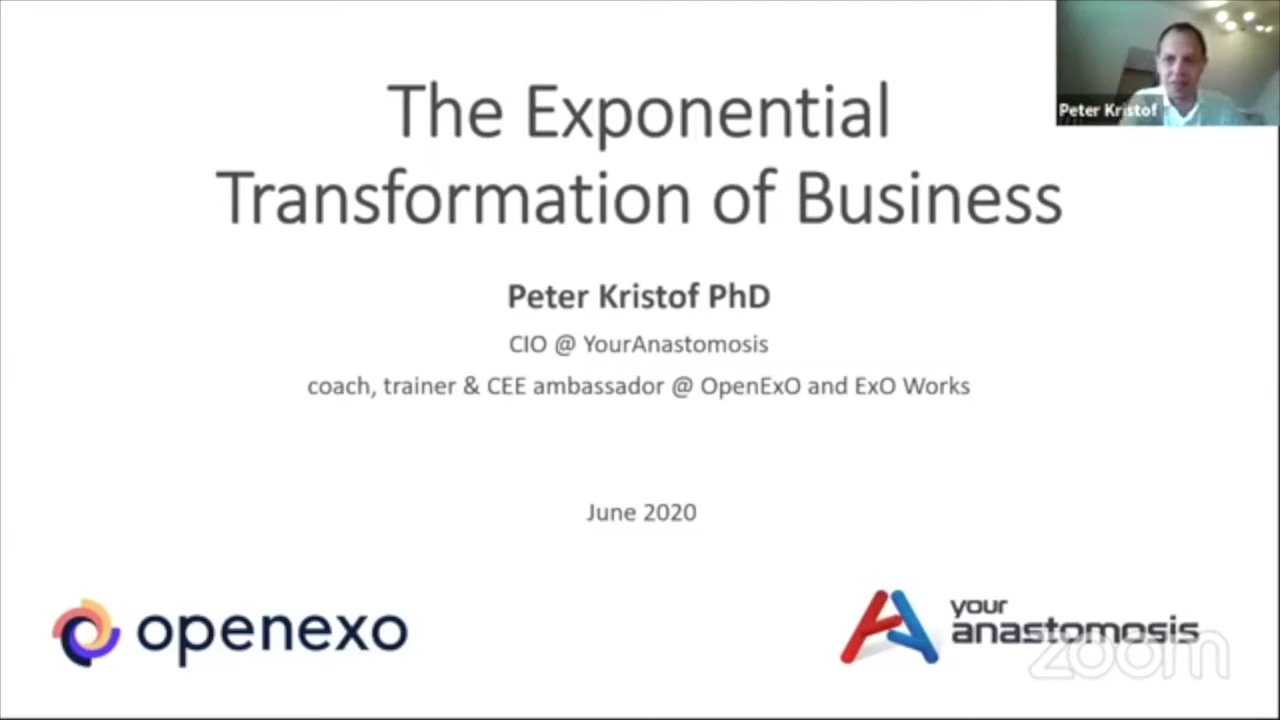 The Exponential
Transformation of Business
Peter Kristof
Peter Kristof PhD
CIO @ YourAnastomosis
coach, trainer & CEE ambassador @ OpenExO and ExO Works
June 2020
openexo
your
anastomosis
zoom